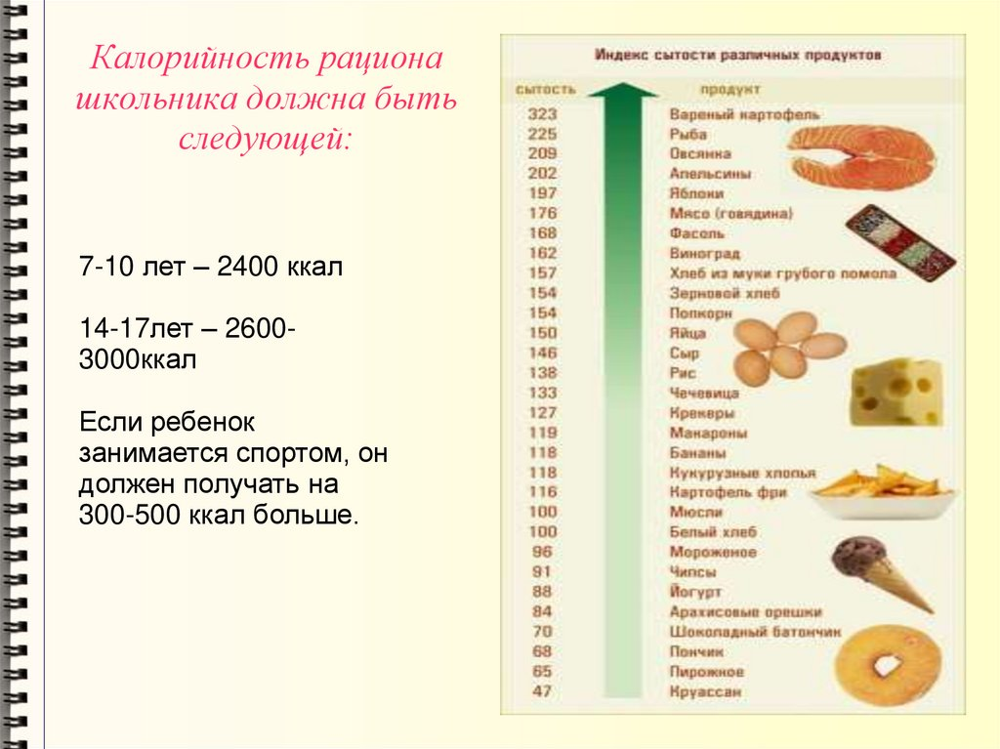 Калорийность рациона
школьника должна быть
следующей:
7-10 лет – 2400 ккал
14-17лет – 2600-
3000ккал
Если ребенок
занимается спортом, он
должен получать на
300-500 ккал больше.
Индекс сытости различных продуктов
сытость продукт
323 Вареный картофель
225 Рыба
209 Овсянка
202 Апельсины
197 Яблони
176 Мясо (говядина)
168 Фасоль
162 Виноград
157 Хлеб из муки грубого помола
154 Зерновой хлеб
154 Попкорн
150 Яйца
146 Сыр
138 Рис
133 Чечевица
127 Крекеры
119 Макароны
118 Бананы
118 Кукурузные хлопья
116 Картофель фри
100 Мюсли
100 Белый хлеб
96 Мороженое
91 Чипсы
88 Йогурт
84 Арахисовые орешки
70 Шоколадный батончик
68 Пончик
65 Пирожное
47 Круассан